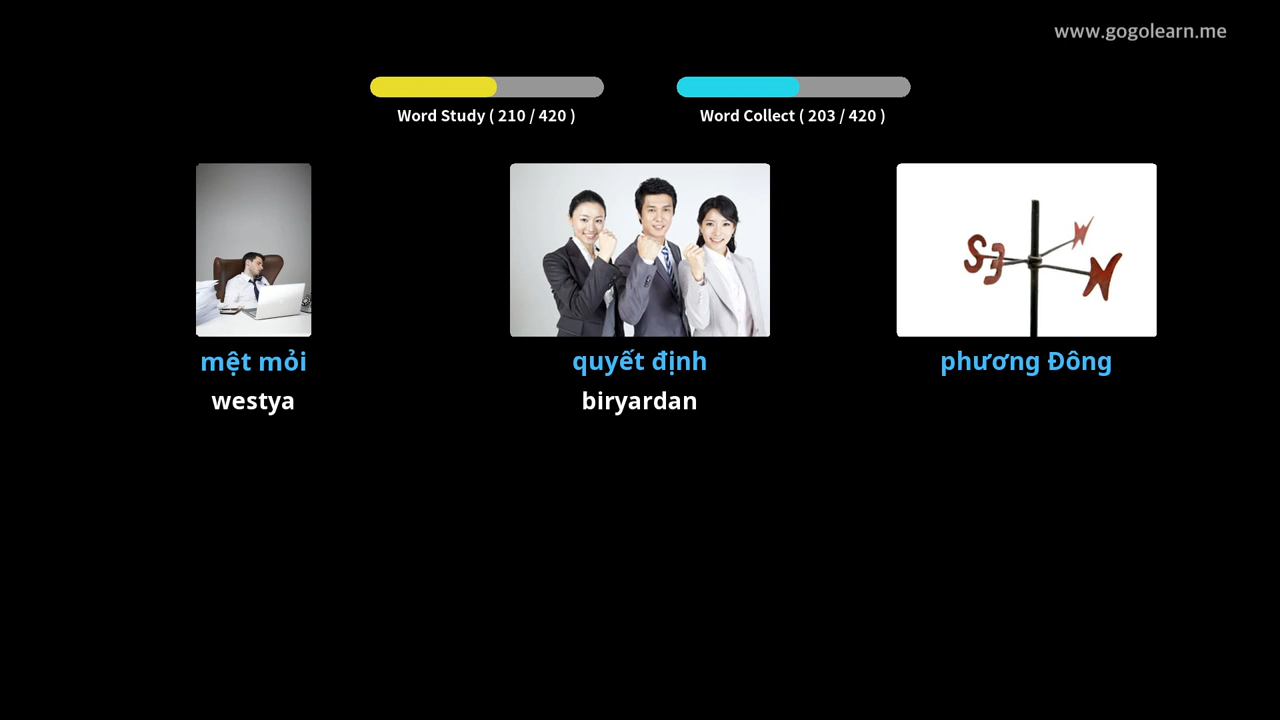 www.gogolearn.me
Word Study ( 210 / 420 )
Word Collect ( 203 / 420 )
mệt mỏi
westya
quyết định
biryardan
phương Đông